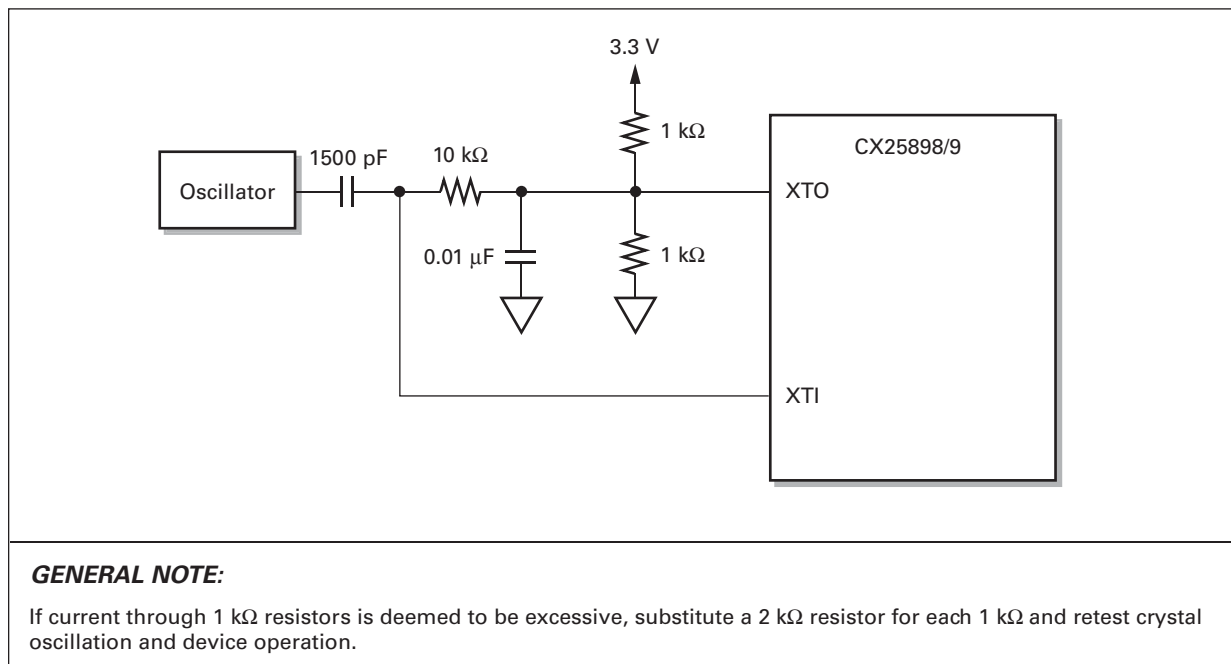 3.3 V
1 kΩ
CX25898/9
1500 pF
10 kΩ
Oscillator
XTO
0.01 μF
1 kΩ
XTI
GENERAL NOTE:
If current through 1 kΩ resistors is deemed to be excessive, substitute a 2 kΩ resistor for each 1 kΩ and retest crystal
oscillation and device operation.